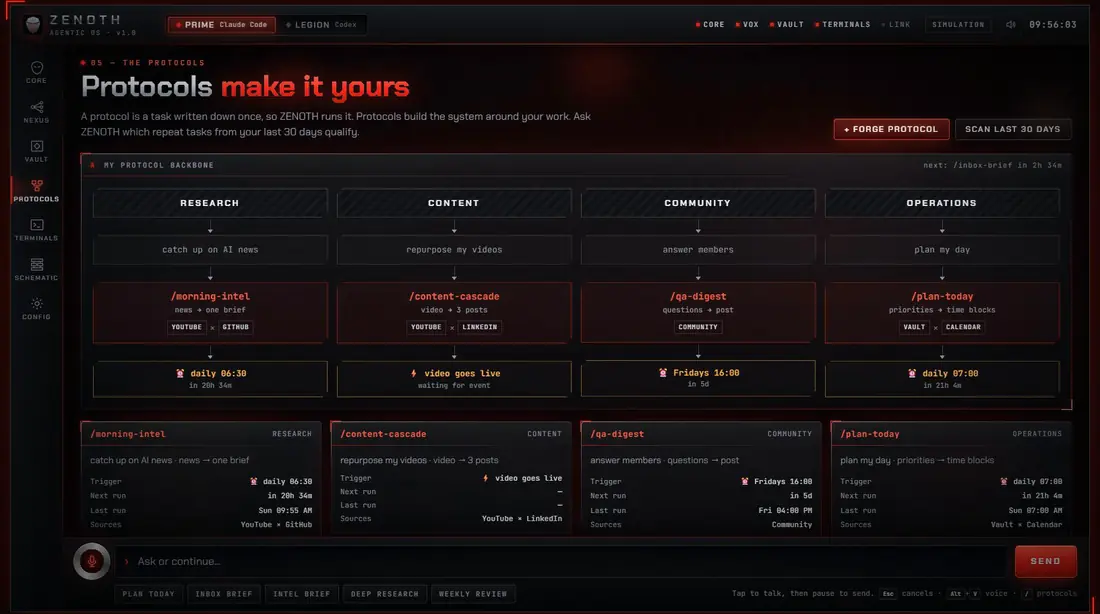 ZENOTH
AGENTIC OS · v1.0
PRIME Claude Code
LEGION Codex
CORE VOX VAULT TERMINALS LINK
SIMULATION
09:56:03
CORE
NEXUS
VAULT
PROTOCOLS
TERMINALS
SCHEMATIC
CONFIG
05 — THE PROTOCOLS
Protocols make it yours
A protocol is a task written down once, so ZENOTH runs it. Protocols build the system around your work. Ask
ZENOTH which repeat tasks from your last 30 days qualify.
+ FORGE PROTOCOL
SCAN LAST 30 DAYS
MY PROTOCOL BACKBONE
next: /inbox-brief in 2h 34m
RESEARCH
catch up on AI news
/morning-intel
news → one brief
YOUTUBE × GITHUB
daily 06:30
in 20h 34m
CONTENT
repurpose my videos
/content-cascade
video → 3 posts
YOUTUBE × LINKEDIN
video goes live
waiting for event
COMMUNITY
answer members
/qa-digest
questions → post
COMMUNITY
Fridays 16:00
in 5d
OPERATIONS
plan my day
/plan-today
priorities → time blocks
VAULT × CALENDAR
daily 07:00
in 21h 4m
/morning-intel RESEARCH
catch up on AI news · news → one brief
Trigger daily 06:30
Next run in 20h 34m
Last run Sun 09:55 AM
Sources YouTube × GitHub
/content-cascade CONTENT
repurpose my videos · video → 3 posts
Trigger video goes live
Next run —
Last run —
Sources YouTube × LinkedIn
/qa-digest COMMUNITY
answer members · questions → post
Trigger Fridays 16:00
Next run in 5d
Last run Fri 04:00 PM
Sources Community
/plan-today OPERATIONS
plan my day · priorities → time blocks
Trigger daily 07:00
Next run in 21h 4m
Last run Sun 07:00 AM
Sources Vault × Calendar
› Ask or continue…
SEND
PLAN TODAY
INBOX BRIEF
INTEL BRIEF
DEEP RESEARCH
WEEKLY REVIEW
Tap to talk, then pause to send. Esc cancels · Alt + V voice · / protocols